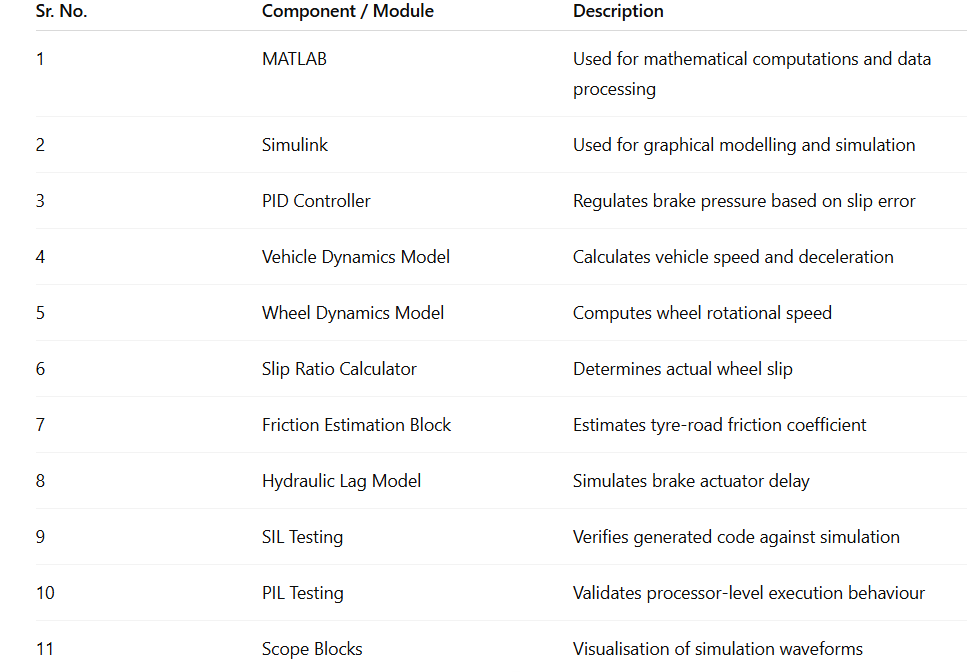 Sr. No. Component / Module Description
1 MATLAB Used for mathematical computations and data
processing
2 Simulink Used for graphical modelling and simulation
3 PID Controller Regulates brake pressure based on slip error
4 Vehicle Dynamics Model Calculates vehicle speed and deceleration
5 Wheel Dynamics Model Computes wheel rotational speed
6 Slip Ratio Calculator Determines actual wheel slip
7 Friction Estimation Block Estimates tyre-road friction coefficient
8 Hydraulic Lag Model Simulates brake actuator delay
9 SIL Testing Verifies generated code against simulation
10 PIL Testing Validates processor-level execution behaviour
11 Scope Blocks Visualisation of simulation waveforms